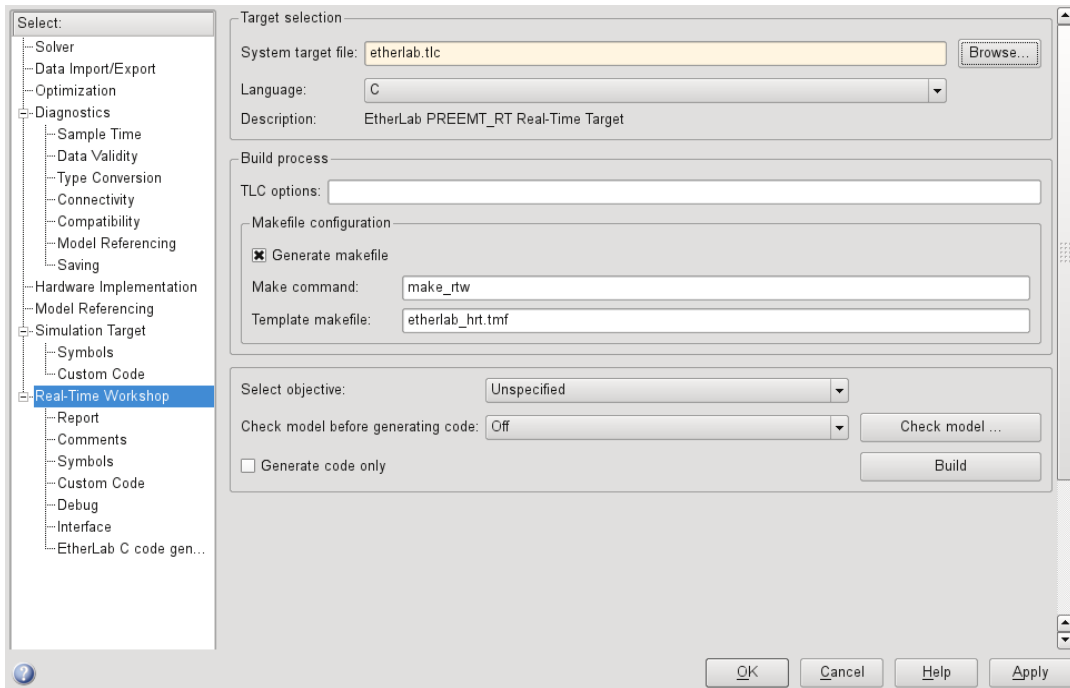 Select:
Solver
Data Import/Export
Optimization
Diagnostics
Sample Time
Data Validity
Type Conversion
Connectivity
Compatibility
Model Referencing
Saving
Hardware Implementation
Model Referencing
Simulation Target
Symbols
Custom Code
Real-Time Workshop
Report
Comments
Symbols
Custom Code
Debug
Interface
EtherLab C code gen...
Target selection
System target file: etherlab.tlc Browse...
Language: C
Description: EtherLab PREEMT_RT Real-Time Target
Build process
TLC options:
Makefile configuration
Generate makefile
Make command: make_rtw
Template makefile: etherlab_hrt.tmf
Select objective: Unspecified
Check model before generating code: Off Check model ...
Generate code only Build
OK Cancel Help Apply